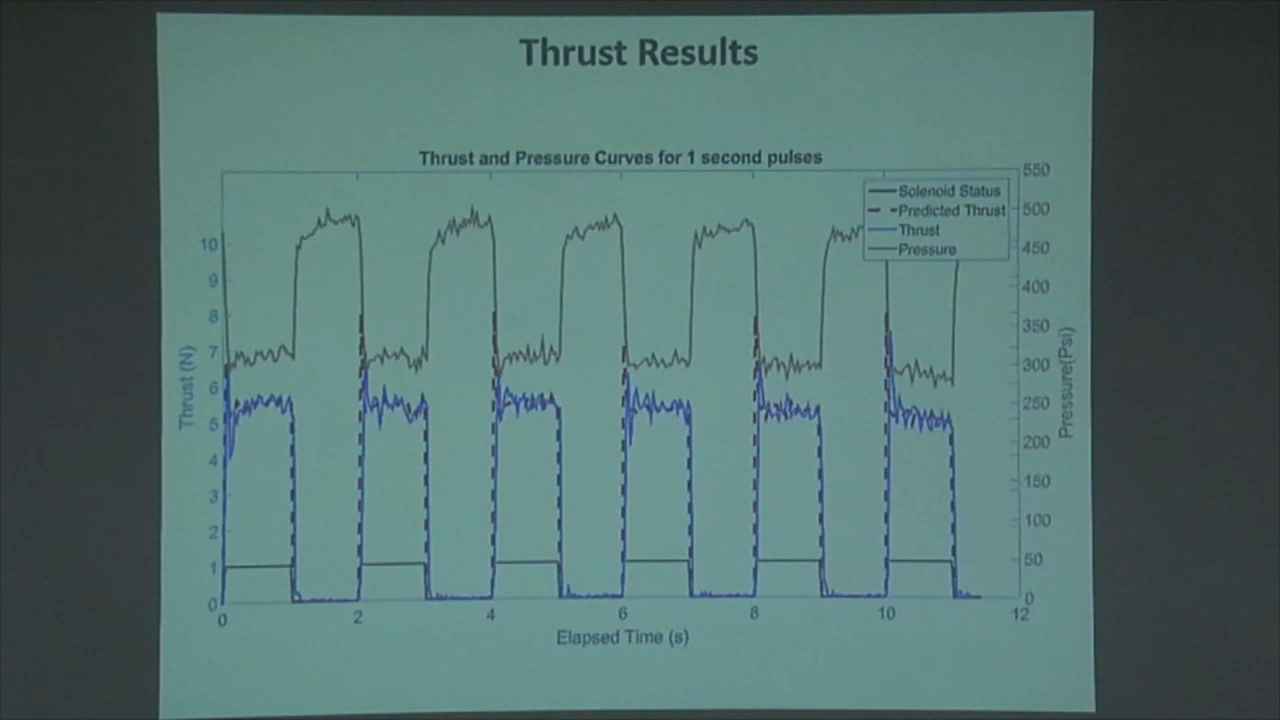 Thrust Results
Thrust and Pressure Curves for 1 second pulses
Solenoid Status
Predicted Thrust
Thrust
Pressure
Thrust (N)
10
9
8
7
6
5
4
3
2
1
0
550
500
450
400
350
300
250
200
150
100
50
0
Pressure(Psi)
0 2 4 6 8 10 12
Elapsed Time (s)